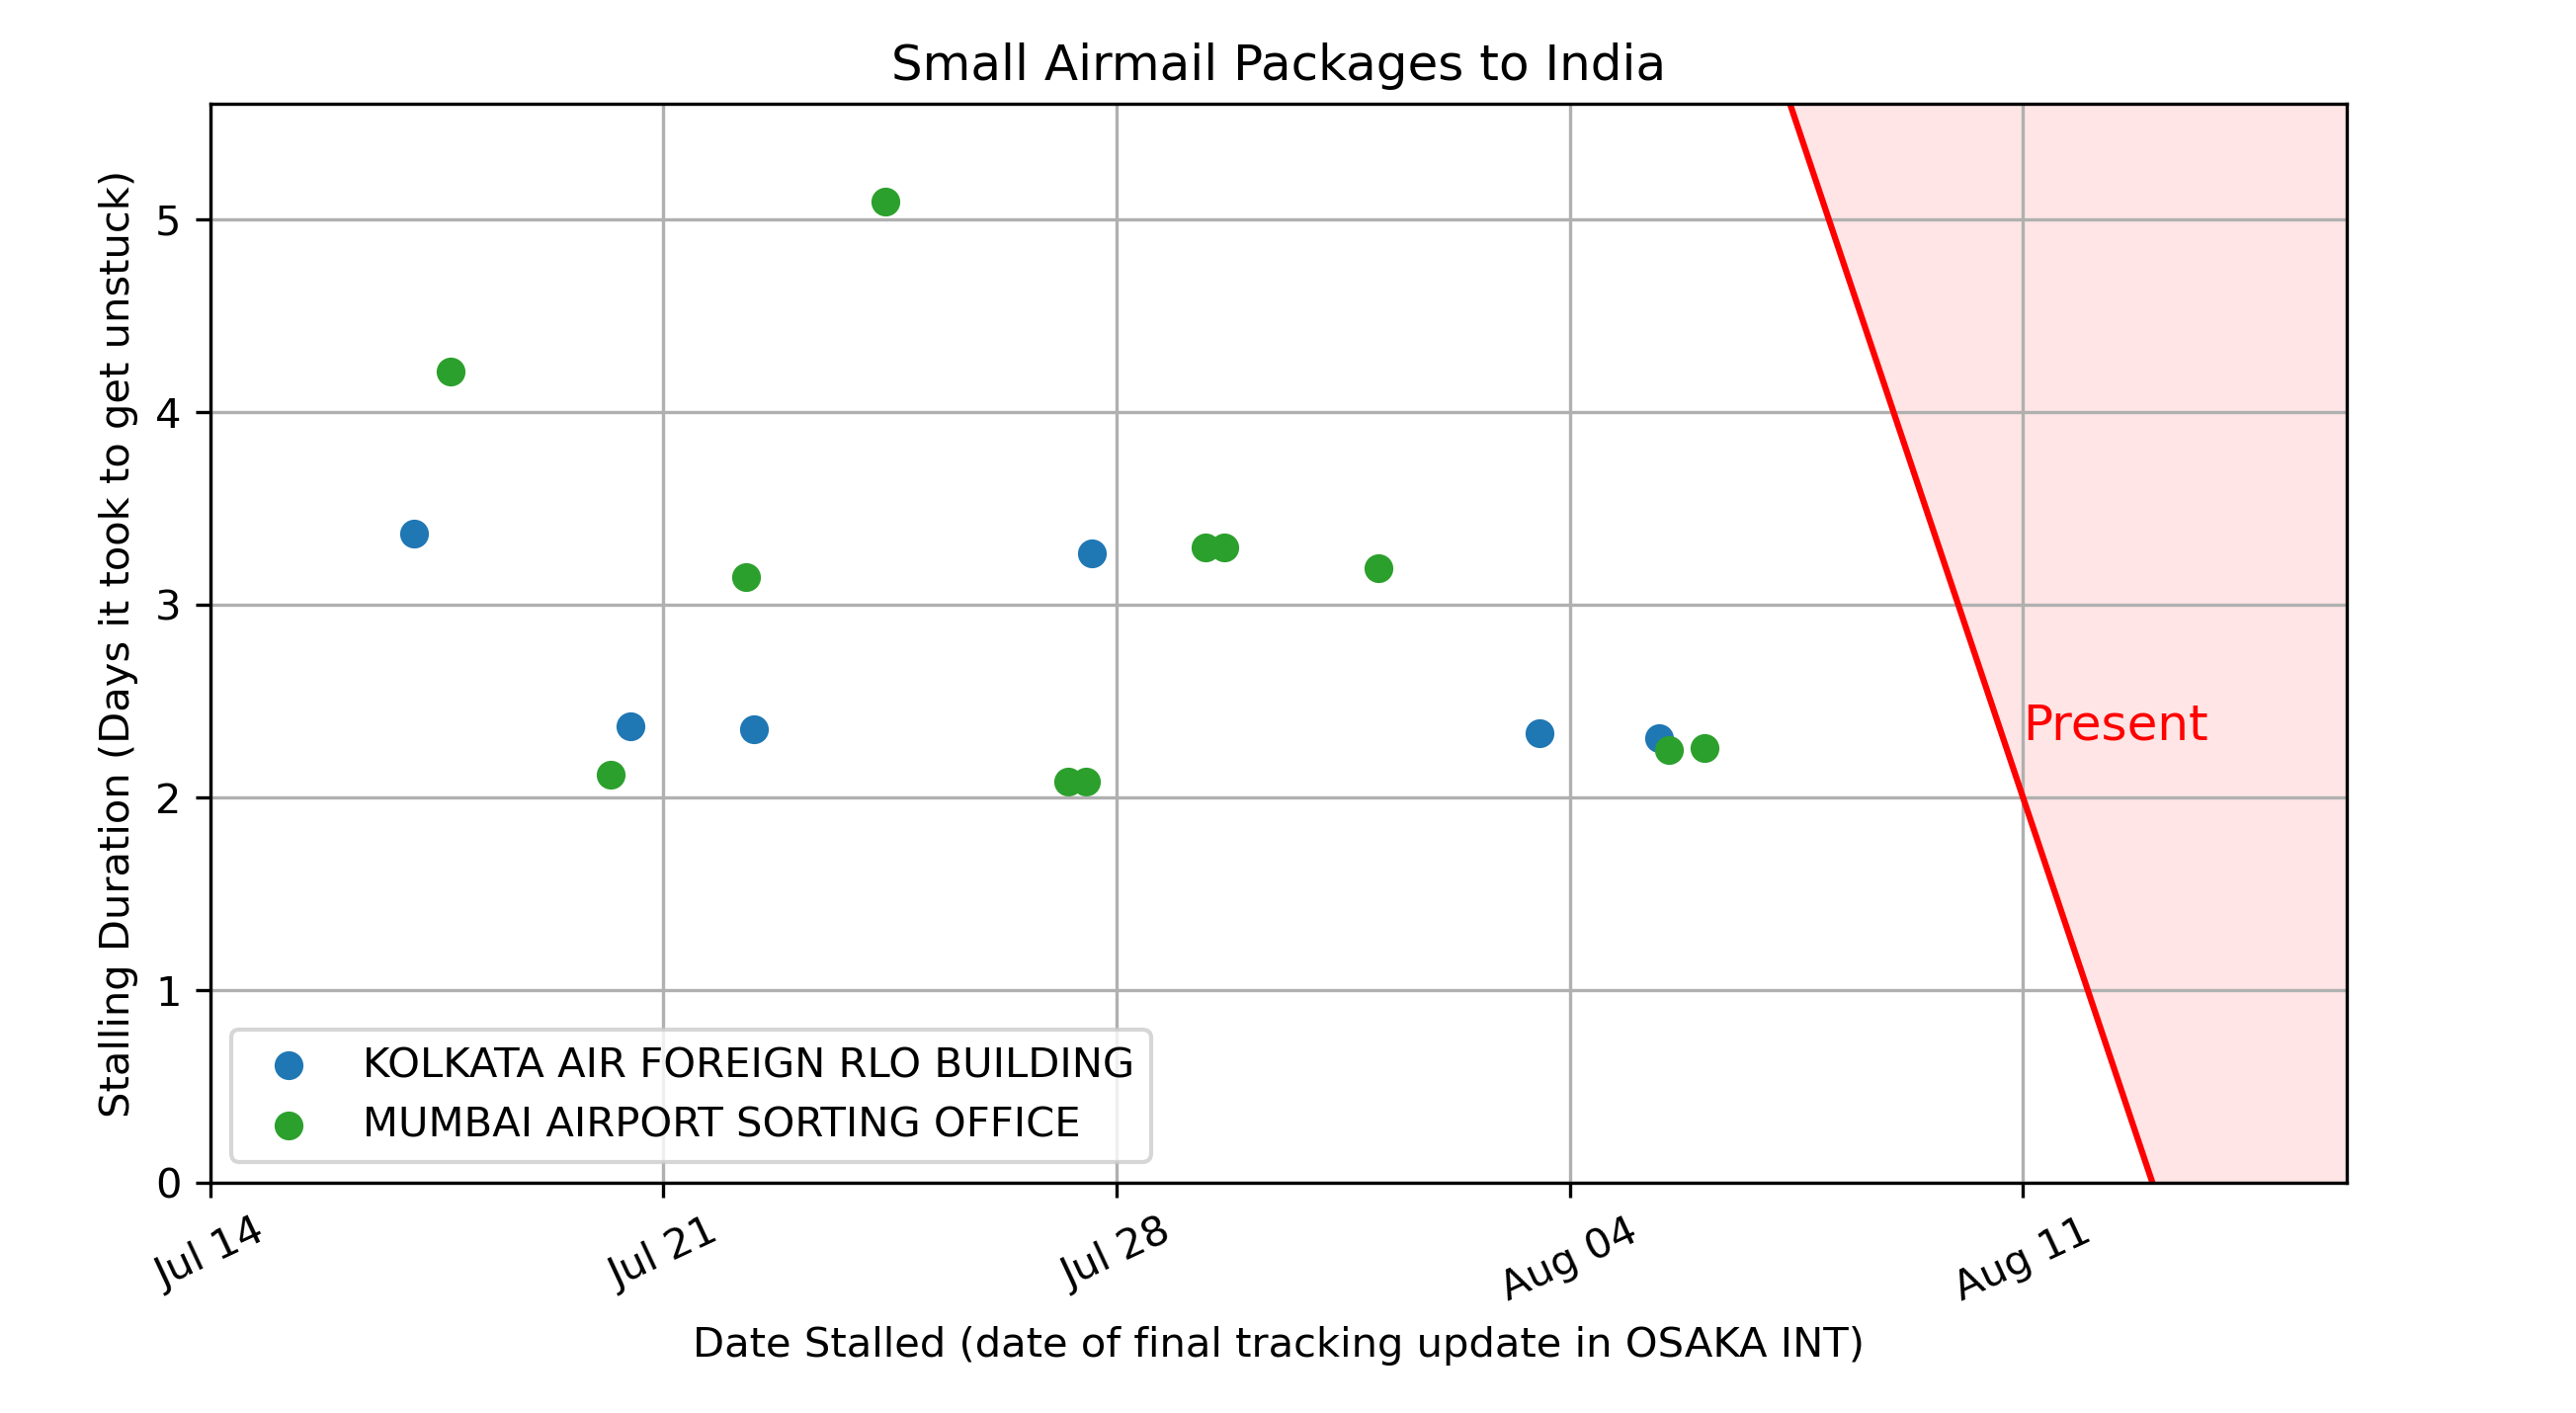 Small Airmail Packages to India
Stalling Duration (Days it took to get unstuck)
5
4
3
2
1
0
Present
KOLKATA AIR FOREIGN RLO BUILDING
MUMBAI AIRPORT SORTING OFFICE
Jul 14
Jul 21
Jul 28
Aug 04
Aug 11
Date Stalled (date of final tracking update in OSAKA INT)